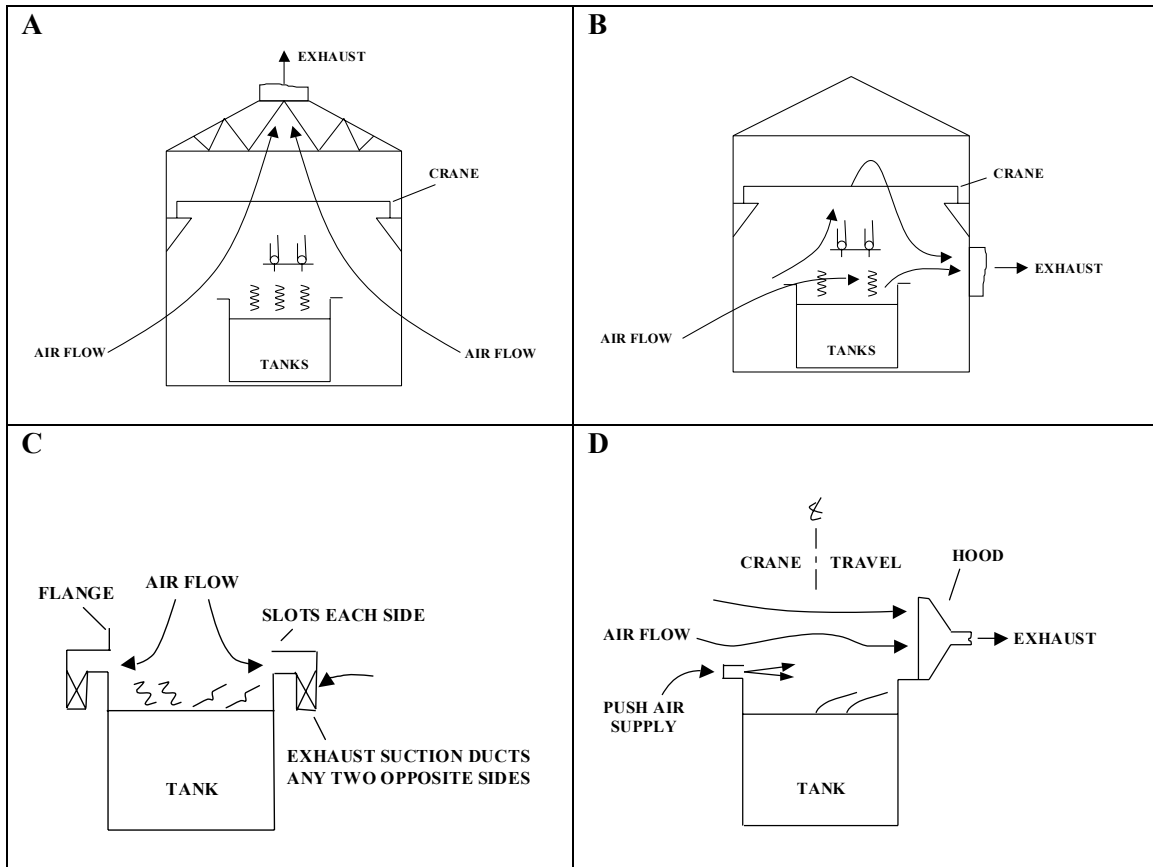 A
EXHAUST
CRANE
AIR FLOW
AIR FLOW
TANKS
B
CRANE
EXHAUST
AIR FLOW
TANKS
C
FLANGE
AIR FLOW
SLOTS EACH SIDE
EXHAUST SUCTION DUCTS
ANY TWO OPPOSITE SIDES
TANK
D
CRANE
TRAVEL
HOOD
AIR FLOW
EXHAUST
PUSH AIR
SUPPLY
TANK